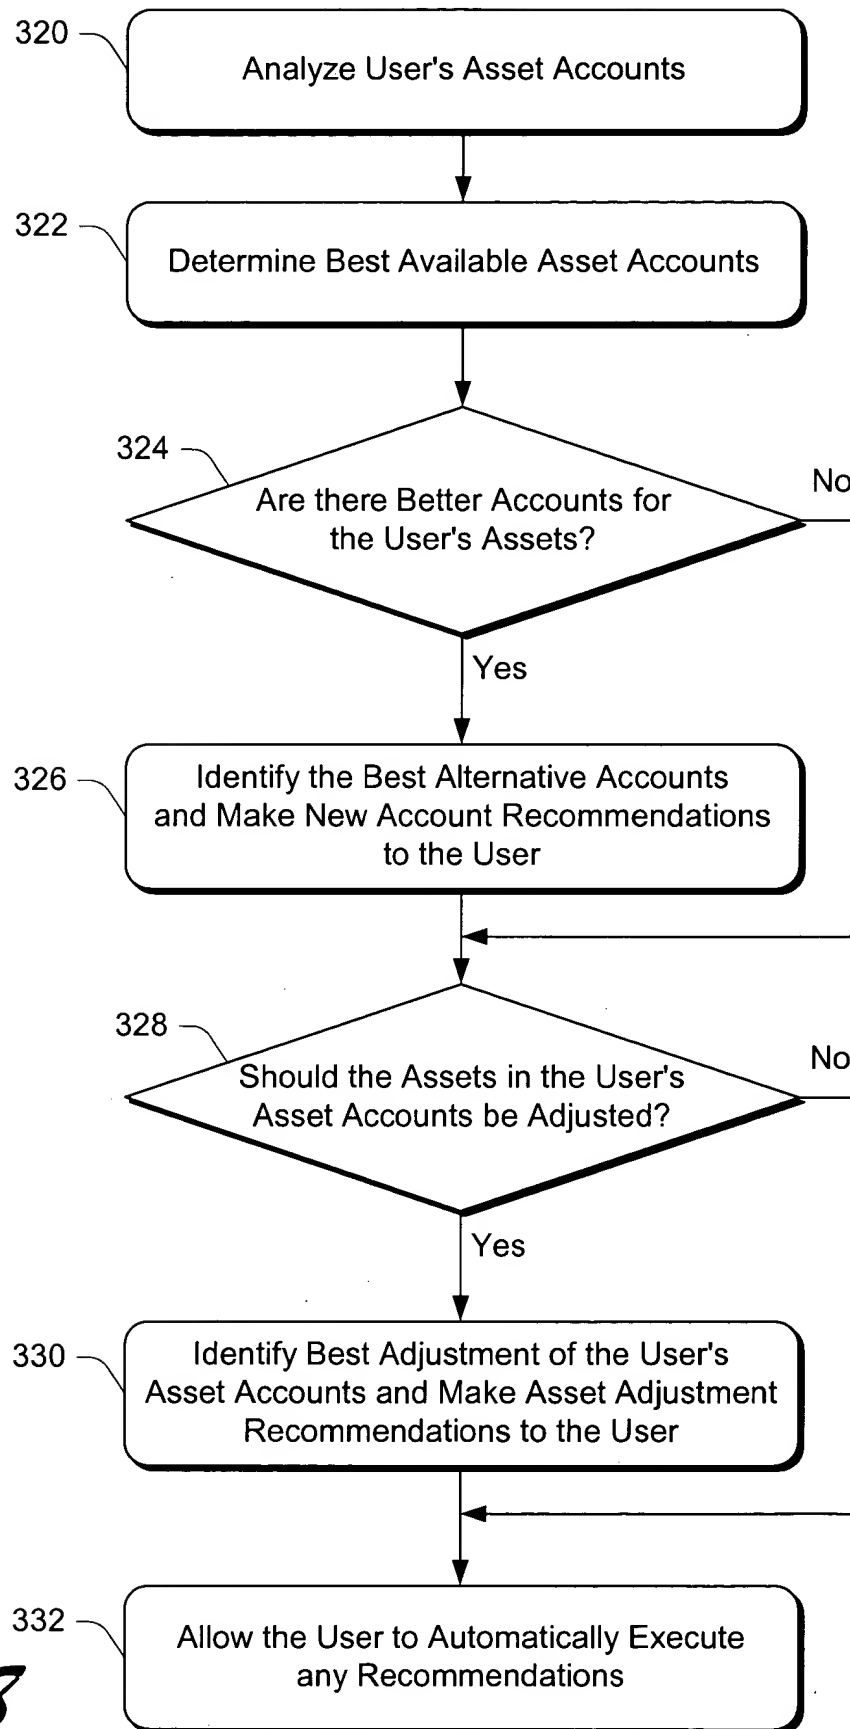 320
Analyze User's Asset Accounts
322
Determine Best Available Asset Accounts
324
Are there Better Accounts for
the User's Assets?
No
Yes
326
Identify the Best Alternative Accounts
and Make New Account Recommendations
to the User
328
Should the Assets in the User's
Asset Accounts be Adjusted?
No
Yes
330
Identify Best Adjustment of the User's
Asset Accounts and Make Asset Adjustment
Recommendations to the User
332
Allow the User to Automatically Execute
any Recommendations
8